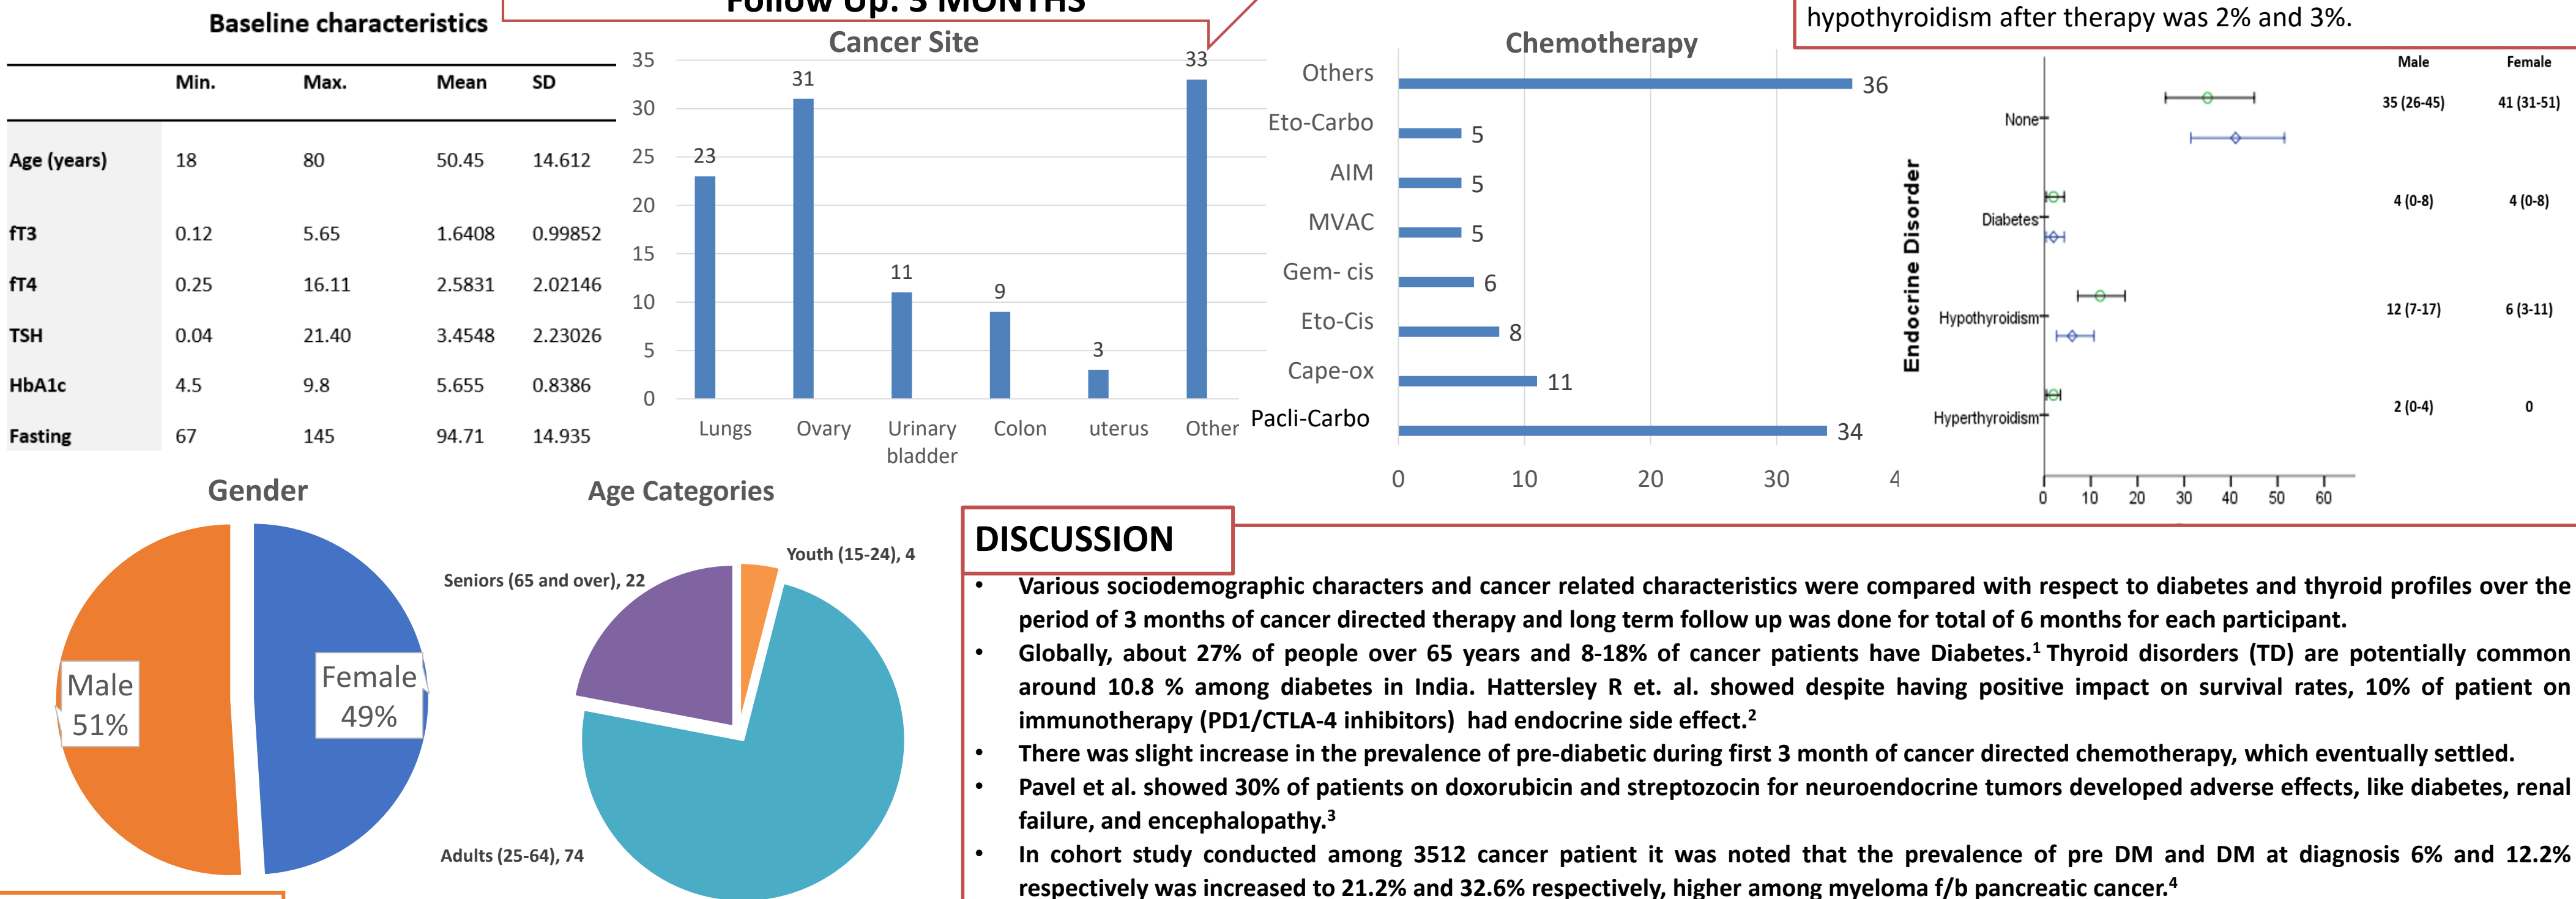 Follow Up: 3 MONTHS
hypothyroidism after therapy was 2% and 3%.
Baseline characteristics
Min. Max. Mean SD
Age (years) 18 80 50.45 14.612
fT3 0.12 5.65 1.6408 0.99852
fT4 0.25 16.11 2.5831 2.02146
TSH 0.04 21.40 3.4548 2.23026
HbA1c 4.5 9.8 5.655 0.8386
Fasting 67 145 94.71 14.935
Cancer Site
35
30
25
20
15
10
5
0
23
31
11
9
3
33
Lungs Ovary Urinary bladder Colon uterus Other
Chemotherapy
Others 36
Eto-Carbo 5
AIM 5
MVAC 5
Gem- cis 6
Eto-Cis 8
Cape-ox 11
Pacli-Carbo 34
0 10 20 30 4
Male Female
Endocrine Disorder
None 35 (26-45) 41 (31-51)
Diabetes 4 (0-8) 4 (0-8)
Hypothyroidism 12 (7-17) 6 (3-11)
Hyperthyroidism 2 (0-4) 0
0 10 20 30 40 50 60
Gender
Male
51%
Female
49%
Age Categories
Youth (15-24), 4
Seniors (65 and over), 22
Adults (25-64), 74
DISCUSSION
• Various sociodemographic characters and cancer related characteristics were compared with respect to diabetes and thyroid profiles over the
period of 3 months of cancer directed therapy and long term follow up was done for total of 6 months for each participant.
• Globally, about 27% of people over 65 years and 8-18% of cancer patients have Diabetes.1 Thyroid disorders (TD) are potentially common
around 10.8 % among diabetes in India. Hattersley R et. al. showed despite having positive impact on survival rates, 10% of patient on
immunotherapy (PD1/CTLA-4 inhibitors) had endocrine side effect.2
• There was slight increase in the prevalence of pre-diabetic during first 3 month of cancer directed chemotherapy, which eventually settled.
• Pavel et al. showed 30% of patients on doxorubicin and streptozocin for neuroendocrine tumors developed adverse effects, like diabetes, renal
failure, and encephalopathy.3
• In cohort study conducted among 3512 cancer patient it was noted that the prevalence of pre DM and DM at diagnosis 6% and 12.2%
respectively was increased to 21.2% and 32.6% respectively, higher among myeloma f/b pancreatic cancer.4